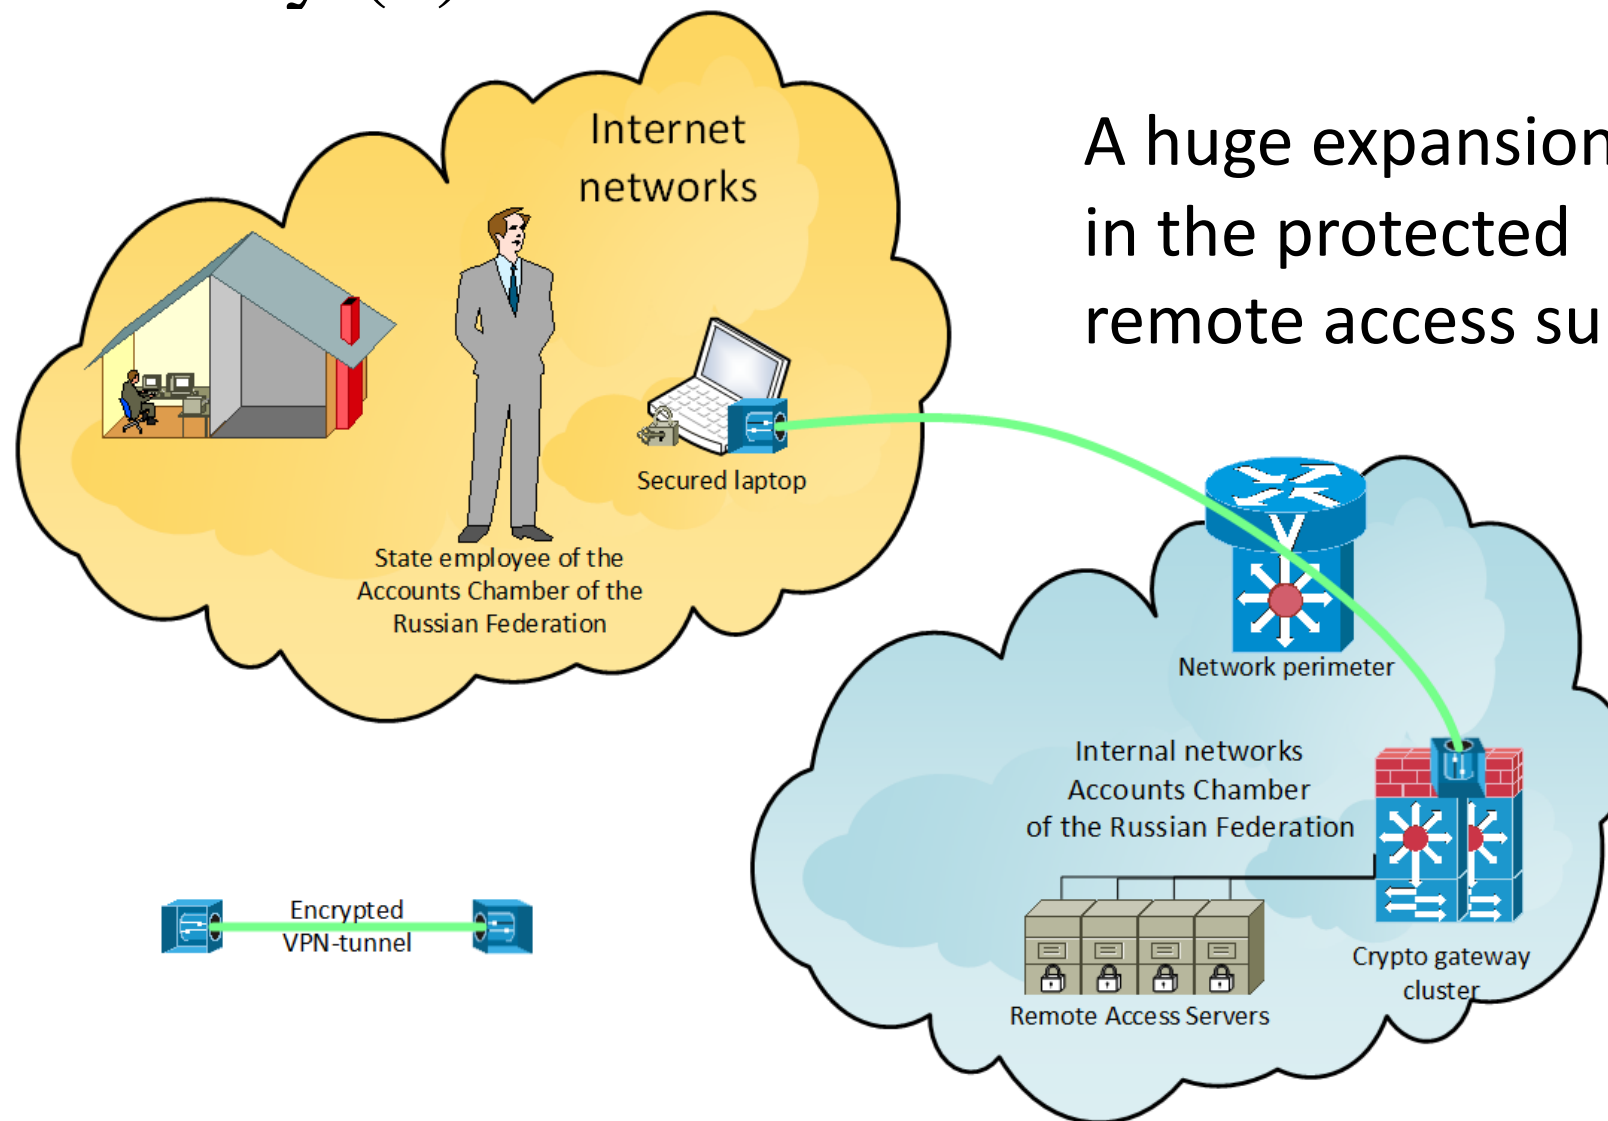 Internet
networks
A huge expansion
in the protected
remote access su
Secured laptop
State employee of the
Accounts Chamber of the
Russian Federation
Network perimeter
Internal networks
Accounts Chamber
of the Russian Federation
Encrypted
VPN-tunnel
Crypto gateway
cluster
Remote Access Servers